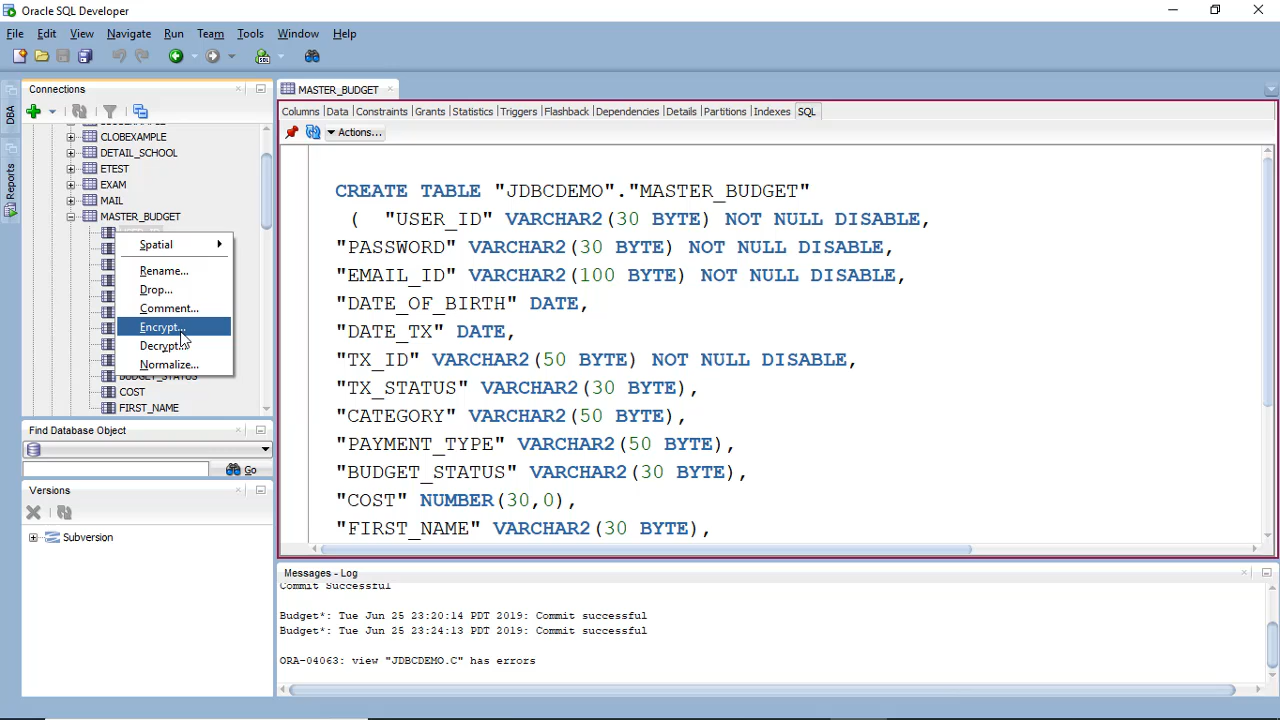 Oracle SQL Developer
File Edit View Navigate Run Team Tools Window Help
DBA
Reports
Connections
CLOBEXAMPLE
DETAIL_SCHOOL
ETEST
EXAM
MAIL
MASTER_BUDGET
Spatial
Rename...
Drop...
Comment...
Encrypt...
Decrypt...
Normalize...
BUDGET_STATUS
COST
FIRST_NAME
Find Database Object
Go
Versions
Subversion
MASTER_BUDGET
Columns Data Constraints Grants Statistics Triggers Flashback Dependencies Details Partitions Indexes SQL
Actions...
CREATE TABLE "JDBCDEMO"."MASTER_BUDGET"
( "USER_ID" VARCHAR2(30 BYTE) NOT NULL DISABLE,
"PASSWORD" VARCHAR2(30 BYTE) NOT NULL DISABLE,
"EMAIL_ID" VARCHAR2(100 BYTE) NOT NULL DISABLE,
"DATE_OF_BIRTH" DATE,
"DATE_TX" DATE,
"TX_ID" VARCHAR2(50 BYTE) NOT NULL DISABLE,
"TX_STATUS" VARCHAR2(30 BYTE),
"CATEGORY" VARCHAR2(50 BYTE),
"PAYMENT_TYPE" VARCHAR2(50 BYTE),
"BUDGET_STATUS" VARCHAR2(30 BYTE),
"COST" NUMBER(30,0),
"FIRST_NAME" VARCHAR2(30 BYTE),
Messages - Log
Commit Successful
Budget*: Tue Jun 25 23:20:14 PDT 2019: Commit successful
Budget*: Tue Jun 25 23:24:13 PDT 2019: Commit successful
ORA-04063: view "JDBCDEMO.C" has errors